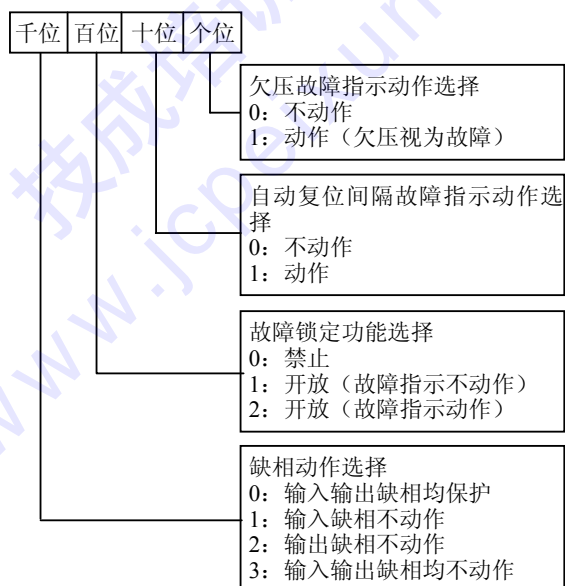 千位 百位 十位 个位
欠压故障指示动作选择
0：不动作
1：动作（欠压视为故障）
自动复位间隔故障指示动作选
择
0：不动作
1：动作
故障锁定功能选择
0：禁止
1：开放（故障指示不动作）
2：开放（故障指示动作）
缺相动作选择
0：输入输出缺相均保护
1：输入缺相不动作
2：输出缺相不动作
3：输入输出缺相均不动作